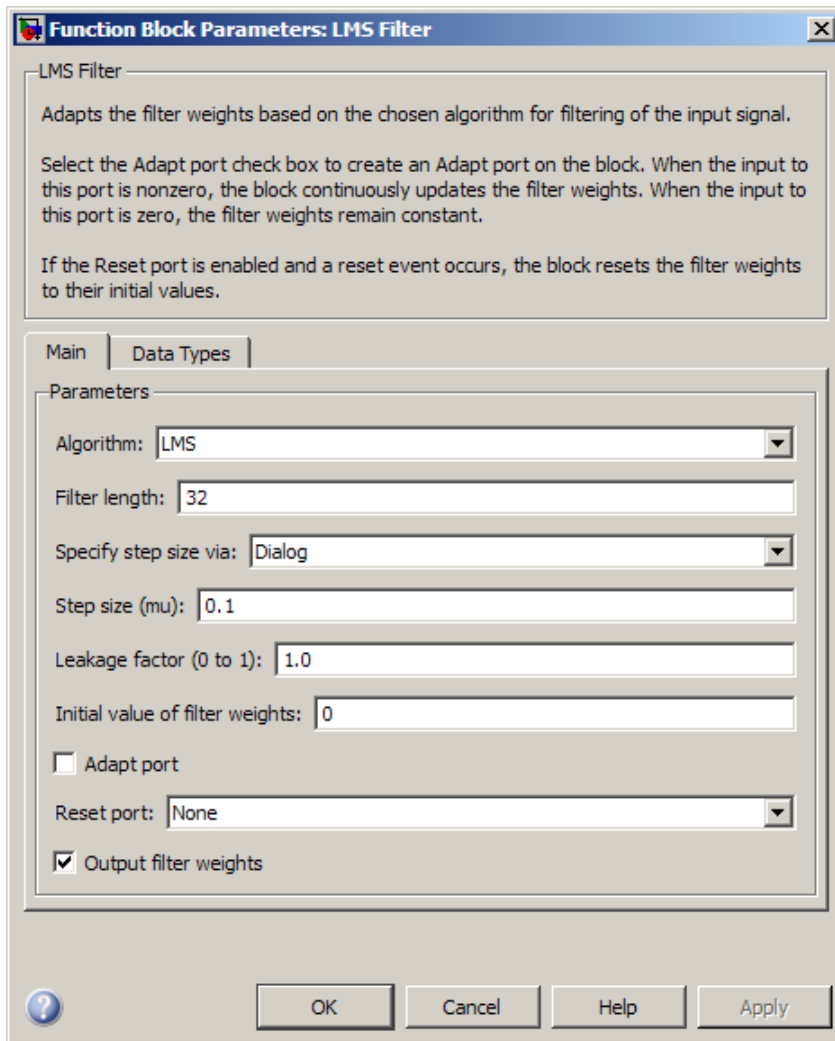 Function Block Parameters: LMS Filter
LMS Filter
Adapts the filter weights based on the chosen algorithm for filtering of the input signal.
Select the Adapt port check box to create an Adapt port on the block. When the input to
this port is nonzero, the block continuously updates the filter weights. When the input to
this port is zero, the filter weights remain constant.
If the Reset port is enabled and a reset event occurs, the block resets the filter weights
to their initial values.
Main Data Types
Parameters
Algorithm: LMS
Filter length: 32
Specify step size via: Dialog
Step size (mu): 0.1
Leakage factor (0 to 1): 1.0
Initial value of filter weights: 0
Adapt port
Reset port: None
Output filter weights
? OK Cancel Help Apply